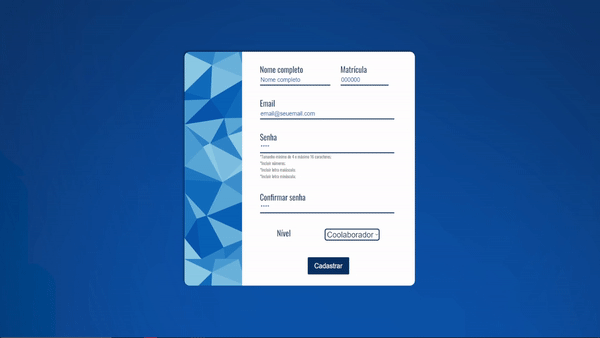 Nome completo Matrícula
Nome completo 000000
Email
email@seuemail.com
Senha
****
*Tamanho mínimo de 4 e máximo 16 caracteres.
*Incluir números.
*Incluir letra maiúscula.
*Incluir letra minúscula.
Confirmar senha
****
Nível Coolaborador
Cadastrar